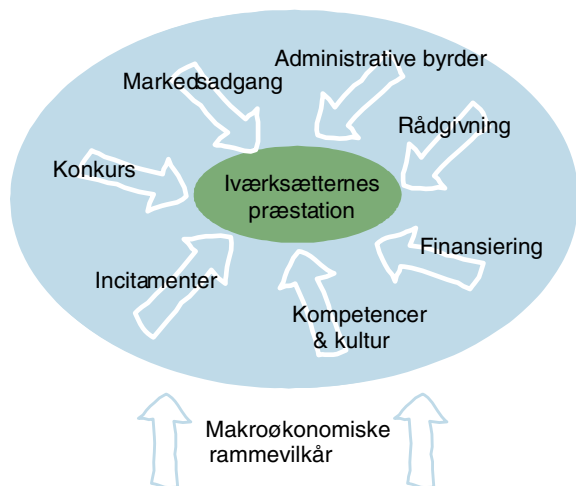 Administrative byrder
Markedsadgang
Rådgivning
Konkurs
Iværksætternes
præstation
Finansiering
Incitamenter
Kompetencer
& kultur
Makroøkonomiske
rammevilkår